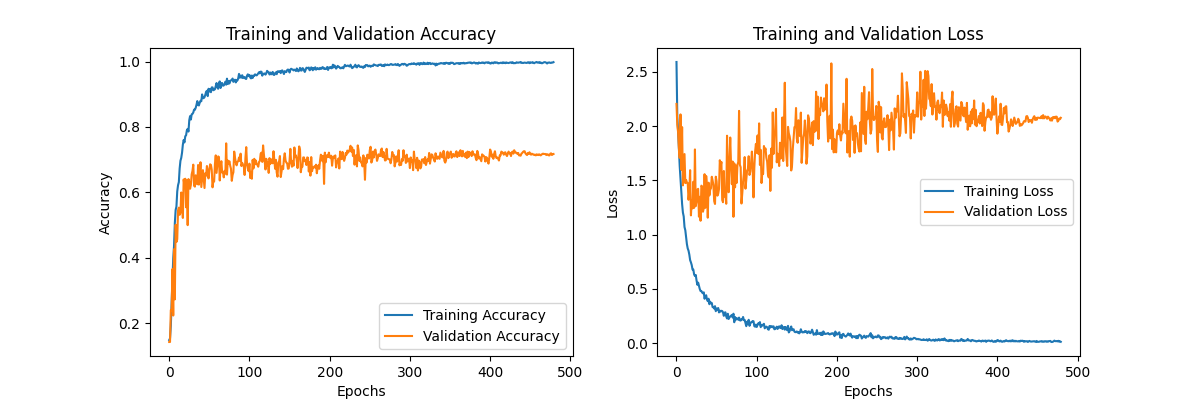 Training and Validation Accuracy
1.0
0.8
0.6
0.4
0.2
Accuracy
0
100
200
300
400
500
Epochs
Training Accuracy
Validation Accuracy
Training and Validation Loss
2.5
2.0
1.5
1.0
0.5
0.0
Loss
0
100
200
300
400
500
Epochs
Training Loss
Validation Loss